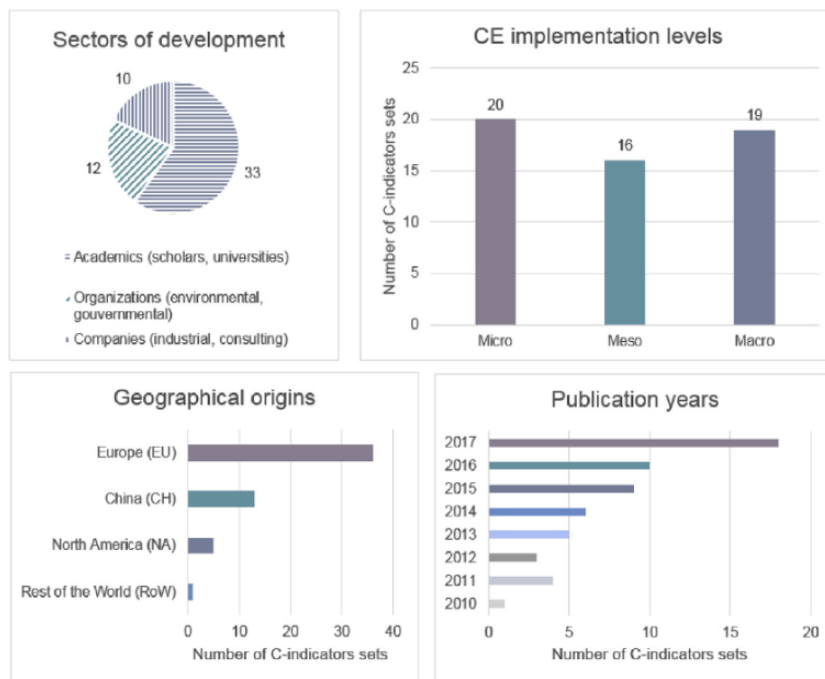 Sectors of development
10
12
33
Academics (scholars, universities)
Organizations (environmental,
gouvernmental)
Companies (industrial, consulting)
CE implementation levels
Number of C-indicators sets
25
20
15
10
5
0
20
16
19
Micro
Meso
Macro
Geographical origins
Europe (EU)
China (CH)
North America (NA)
Rest of the World (RoW)
0
10
20
30
40
Number of C-indicators sets
Publication years
2017
2016
2015
2014
2013
2012
2011
2010
0
5
10
15
20
Number of C-indicators sets